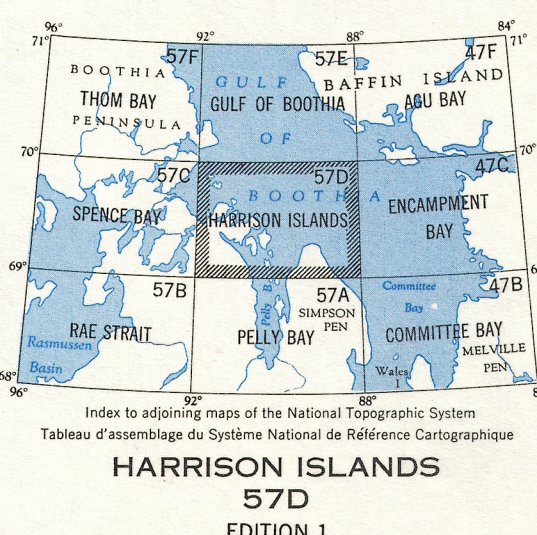 96° 92° 88° 84°
71° 57F 57E 47F 71°
BOOTHIA GULF BAFFIN ISLAND
THOM BAY GULF OF BOOTHIA AGU BAY
PENINSULA
OF
70° 57C 57D 47C 70°
BOOTHIA
SPENCE BAY HARRISON ISLANDS ENCAMPMENT
BAY
69° 57B 57A Committee 47B
Bay
Pelly B.
SIMPSON
PEN
RAE STRAIT PELLY BAY COMMITTEE BAY
Rasmussen
Basin
MELVILLE
PEN
Wales
I
68°
96° 92° 88°
Index to adjoining maps of the National Topographic System
Tableau d'assemblage du Système National de Référence Cartographique
HARRISON ISLANDS
57D
EDITION 1